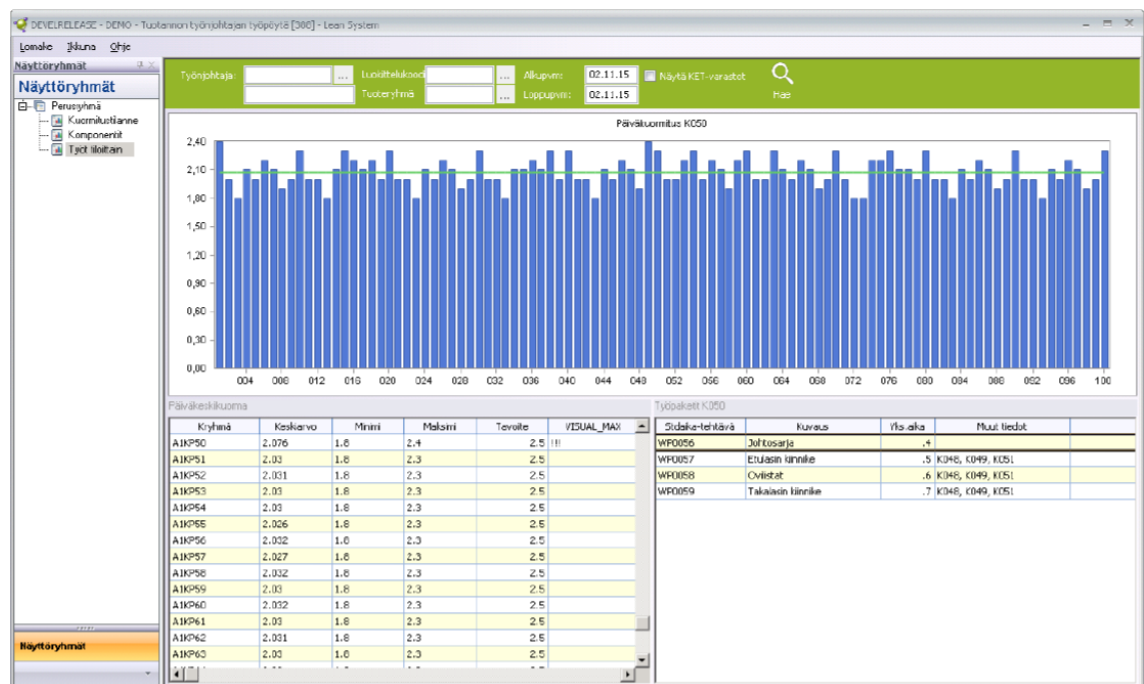 DEVELRELEASE - DEMO - Tuotannon työnjohtajan työpöytä [388] - Lean System
Lomake Ikkuna Ohje
Näyttöryhmät
Näyttöryhmät
Perusryhmä
Kuormitustilanne
Komponentit
Työt tiloittain
Näyttöryhmät
Työnjohtaja: ... Luokittelukoodi ... Alkupvm: 02.11.15 Näytä KET-varastot
Tuoteryhmä ... Loppupvm: 02.11.15 Hae
Päiväkuormitus K050
2,40
2,10
1,80
1,50
1,20
0,90
0,60
0,30
0,00
004 008 012 016 020 024 028 032 036 040 044 048 052 056 060 064 068 072 076 080 084 088 092 096 100
Päiväkeskikuorma
Kryhmä Keskiarvo Minimi Maksimi Tavoite VISUAL_MAX
A1KP50 2.076 1.8 2.4 2.5 !!!
A1KP51 2.03 1.8 2.3 2.5
A1KP52 2.031 1.8 2.3 2.5
A1KP53 2.03 1.8 2.3 2.5
A1KP54 2.03 1.8 2.3 2.5
A1KP55 2.026 1.8 2.3 2.5
A1KP56 2.032 1.8 2.3 2.5
A1KP57 2.027 1.8 2.3 2.5
A1KP58 2.032 1.8 2.3 2.5
A1KP59 2.03 1.8 2.3 2.5
A1KP60 2.032 1.8 2.3 2.5
A1KP61 2.03 1.8 2.3 2.5
A1KP62 2.031 1.8 2.3 2.5
A1KP63 2.03 1.8 2.3 2.5
Työpaketit K050
Stdaika-tehtävä Kuvaus Yks.aika Muut tiedot
WP0056 Johtosarja .4
WP0057 Etulasin kinnike .5 K048, K049, K051
WP0058 Ovilistat .6 K048, K049, K051
WP0059 Takalasin kiinnike .7 K048, K049, K051